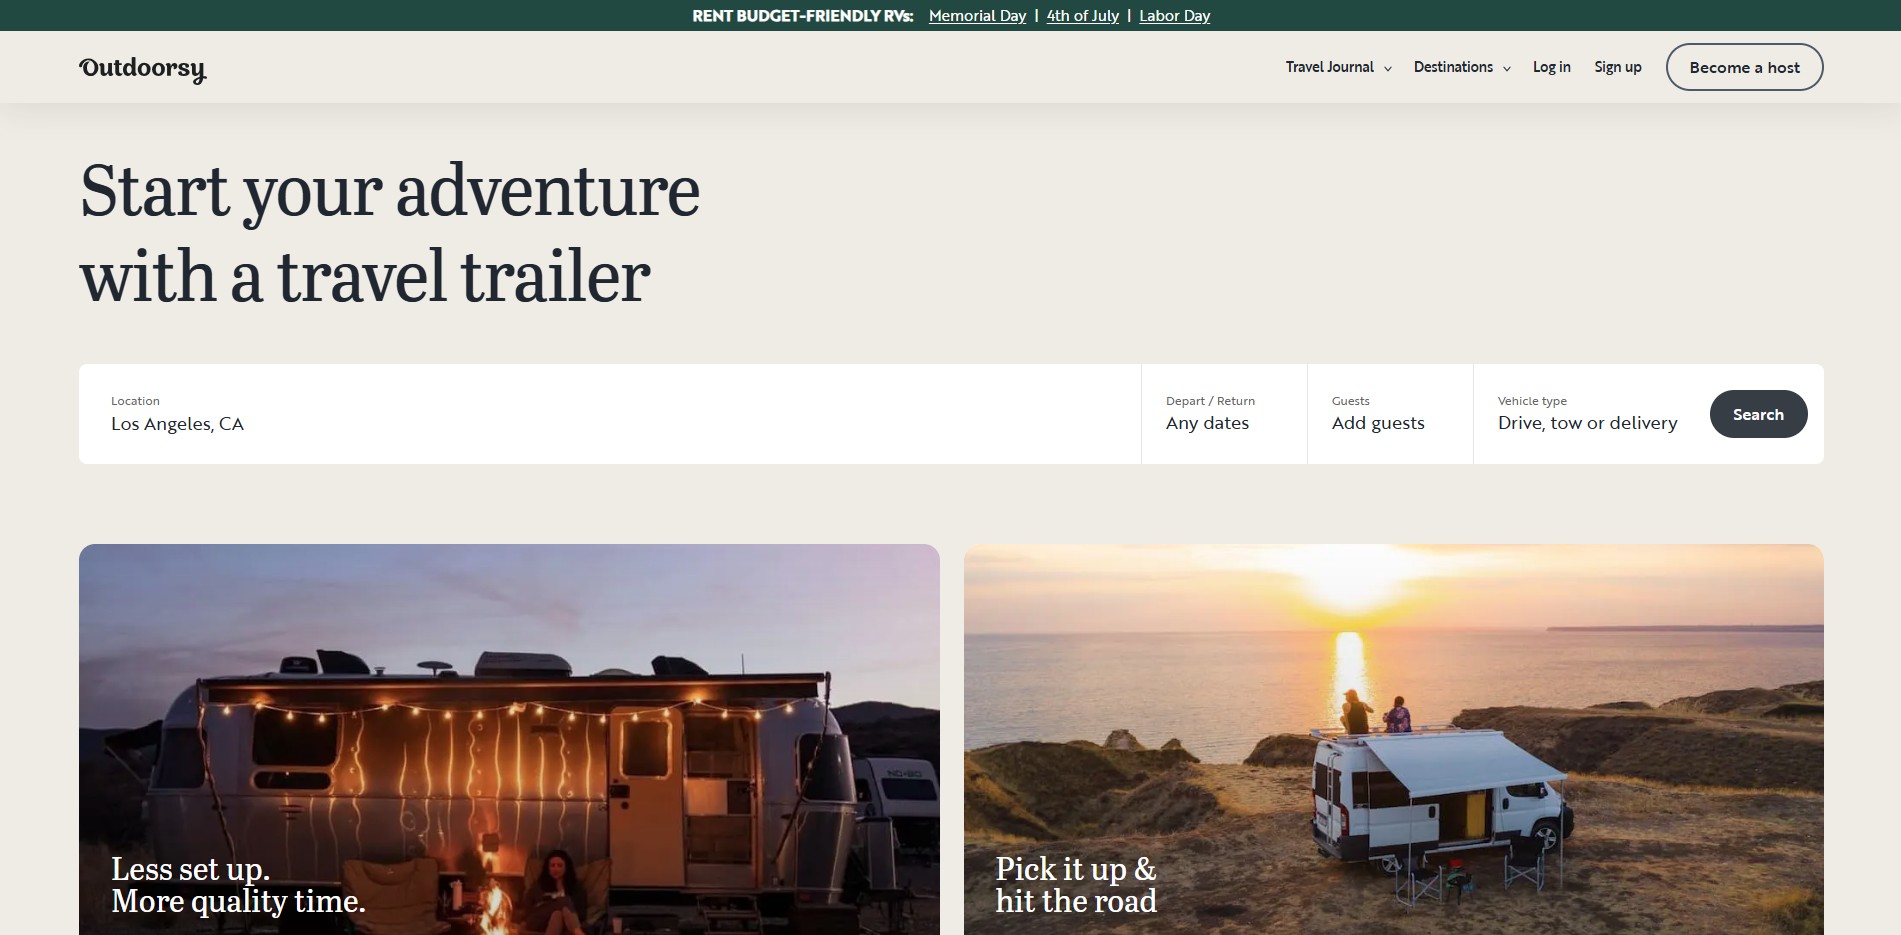 RENT BUDGET-FRIENDLY RVs: Memorial Day | 4th of July | Labor Day
Outdoorsy
Travel Journal
Destinations
Log in
Sign up
Become a host
Start your adventure
with a travel trailer
Location
Los Angeles, CA
Depart / Return
Any dates
Guests
Add guests
Vehicle type
Drive, tow or delivery
Search
Less set up.
More quality time.
Pick it up &
hit the road